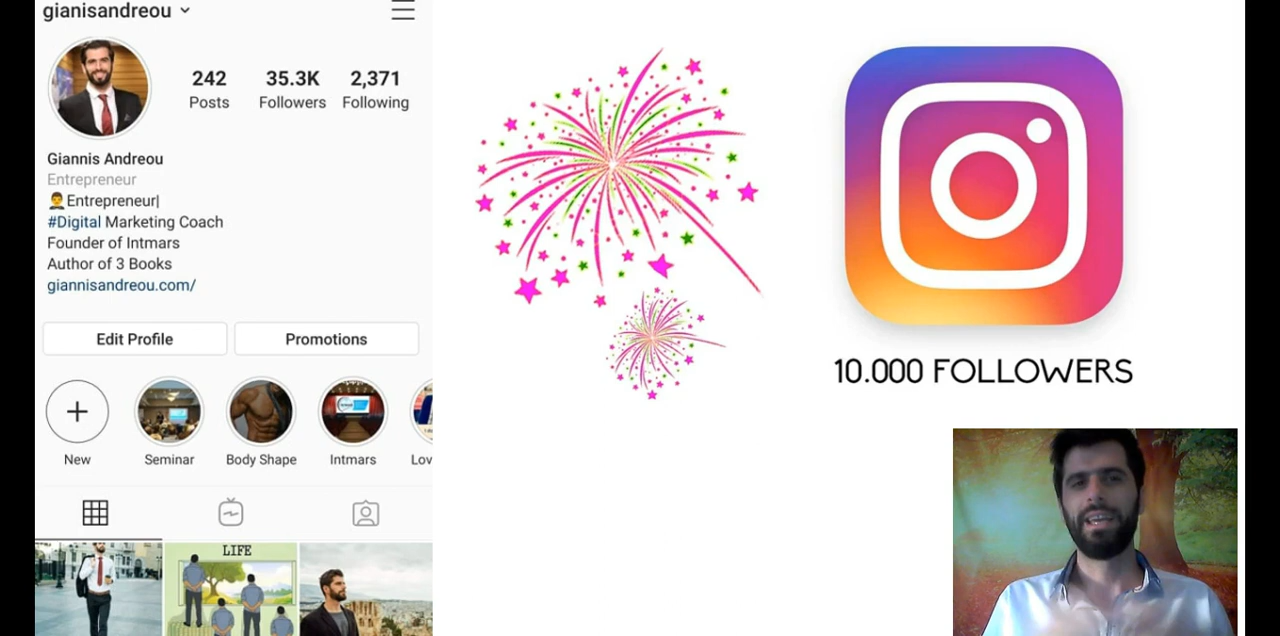 gianisandreou
242
35.3K
2,371
Posts
Followers
Following
Giannis Andreou
Entrepreneur
Entrepreneur|
#Digital Marketing Coach
Founder of Intmars
Author of 3 Books
giannisandreou.com/
Edit Profile
Promotions
New
Seminar
Body Shape
Intmars
Lov
LIFE
10.000 FOLLOWERS